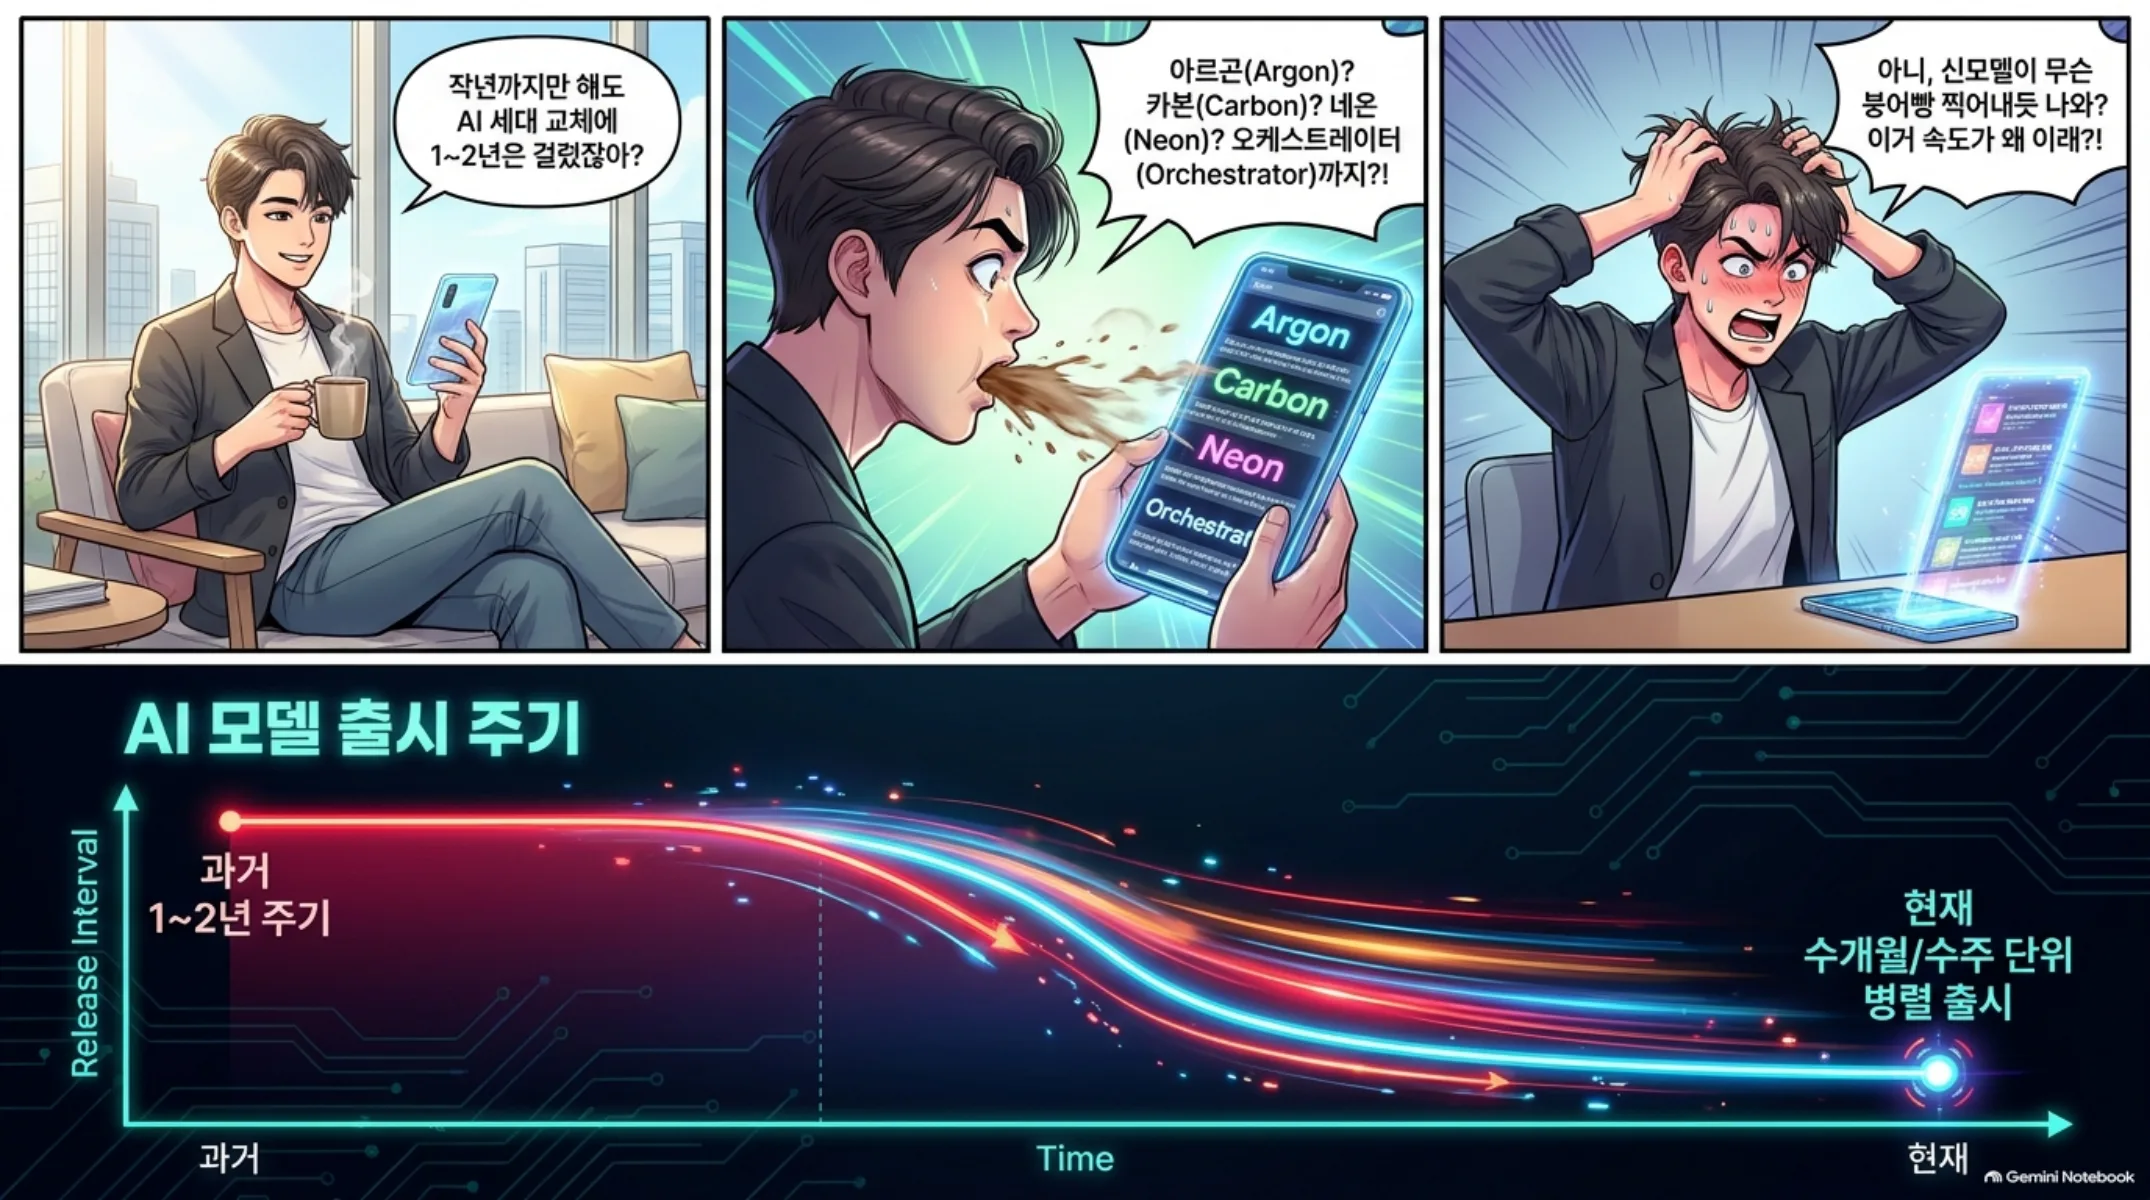 작년까지만 해도
AI 세대 교체에
1~2년은 걸렸잖아?
아르곤(Argon)?
카본(Carbon)? 네온
(Neon)? 오케스트레이터
(Orchestrator)까지?!
Argon
Carbon
Neon
Orchestrat
아니, 신모델이 무슨
붕어빵 찍어내듯 나와?
이거 속도가 왜 이래?!
AI 모델 출시 주기
Release Interval
과거
1~2년 주기
현재
수개월/수주 단위
병렬 출시
과거
Time
현재
Gemini Notebook